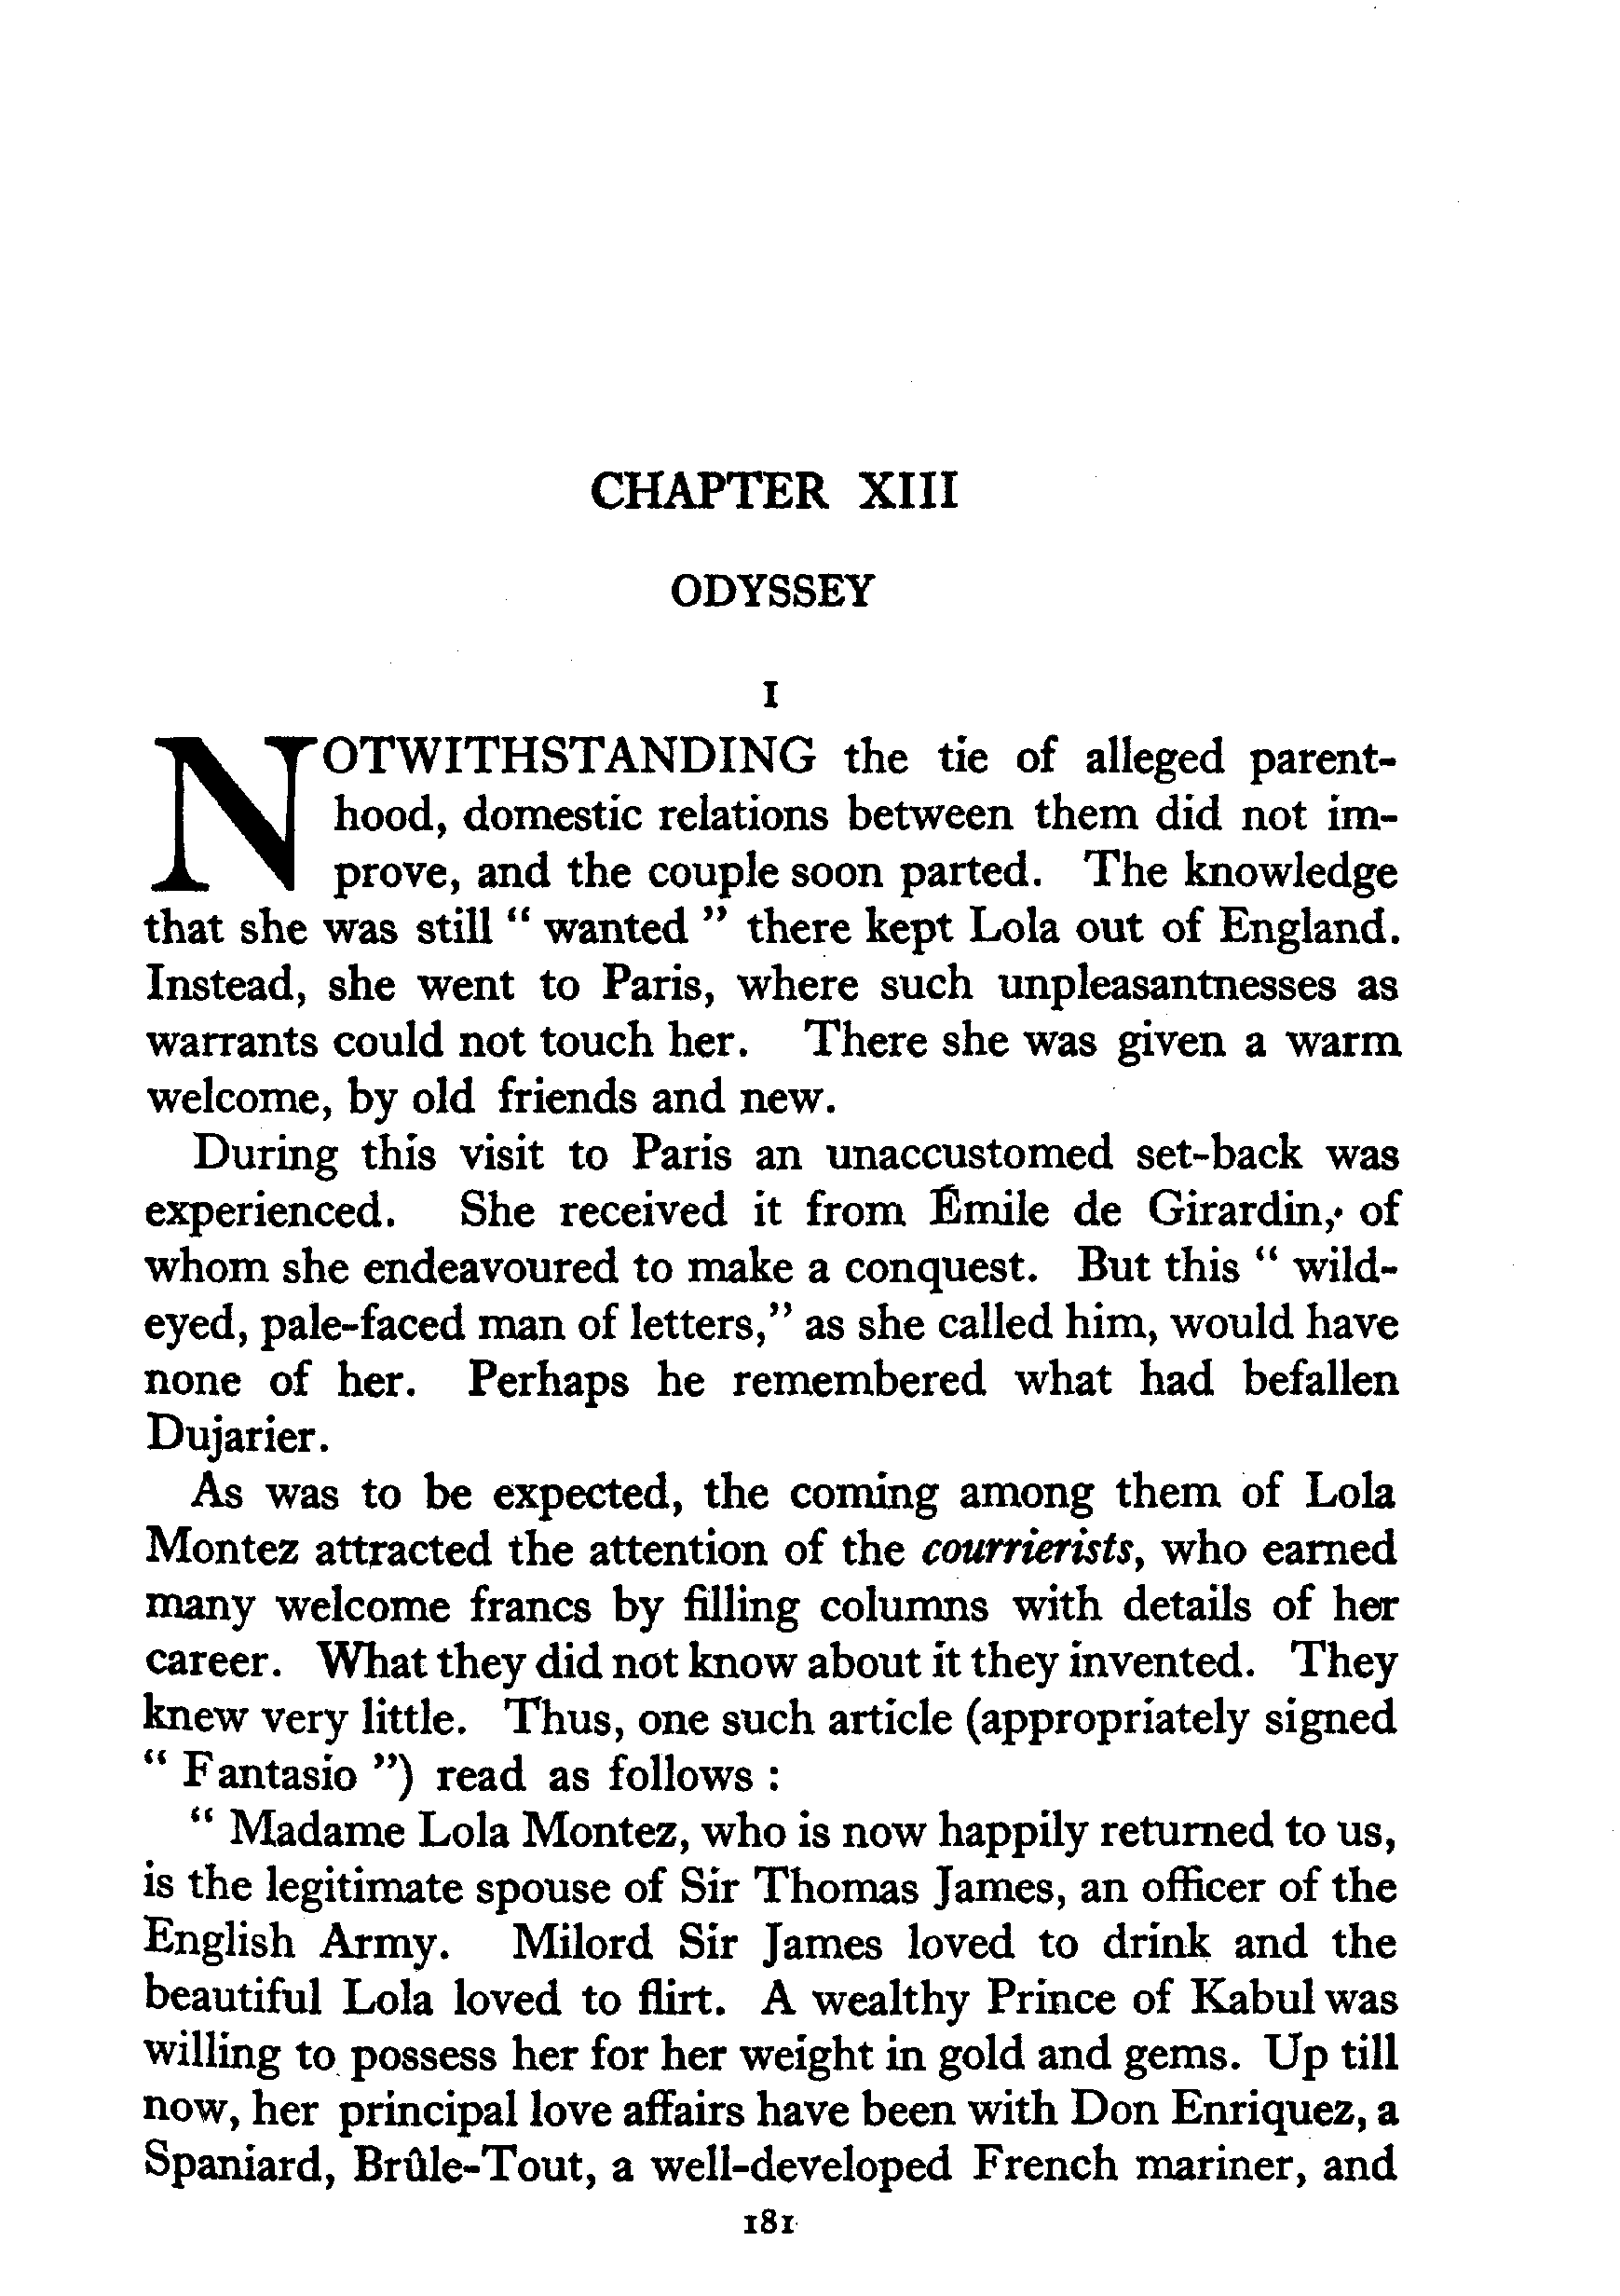 CHAPTER XIII
ODYSSEY
I
NOTWITHSTANDING the tie of alleged parent-
hood, domestic relations between them did not im-
prove, and the couple soon parted. The knowledge
that she was still “ wanted ” there kept Lola out of England.
Instead, she went to Paris, where such unpleasantnesses as
warrants could not touch her. There she was given a warm
welcome, by old friends and new.
During this visit to Paris an unaccustomed set-back was
experienced. She received it from Émile de Girardin, of
whom she endeavoured to make a conquest. But this “ wild-
eyed, pale-faced man of letters,” as she called him, would have
none of her. Perhaps he remembered what had befallen
Dujarier.
As was to be expected, the coming among them of Lola
Montez attracted the attention of the courrierists, who earned
many welcome francs by filling columns with details of her
career. What they did not know about it they invented. They
knew very little. Thus, one such article (appropriately signed
“ Fantasio ”) read as follows :
“ Madame Lola Montez, who is now happily returned to us,
is the legitimate spouse of Sir Thomas James, an officer of the
English Army. Milord Sir James loved to drink and the
beautiful Lola loved to flirt. A wealthy Prince of Kabul was
willing to possess her for her weight in gold and gems. Up till
now, her principal love affairs have been with Don Enriquez, a
Spaniard, Brûle-Tout, a well-developed French mariner, and
181